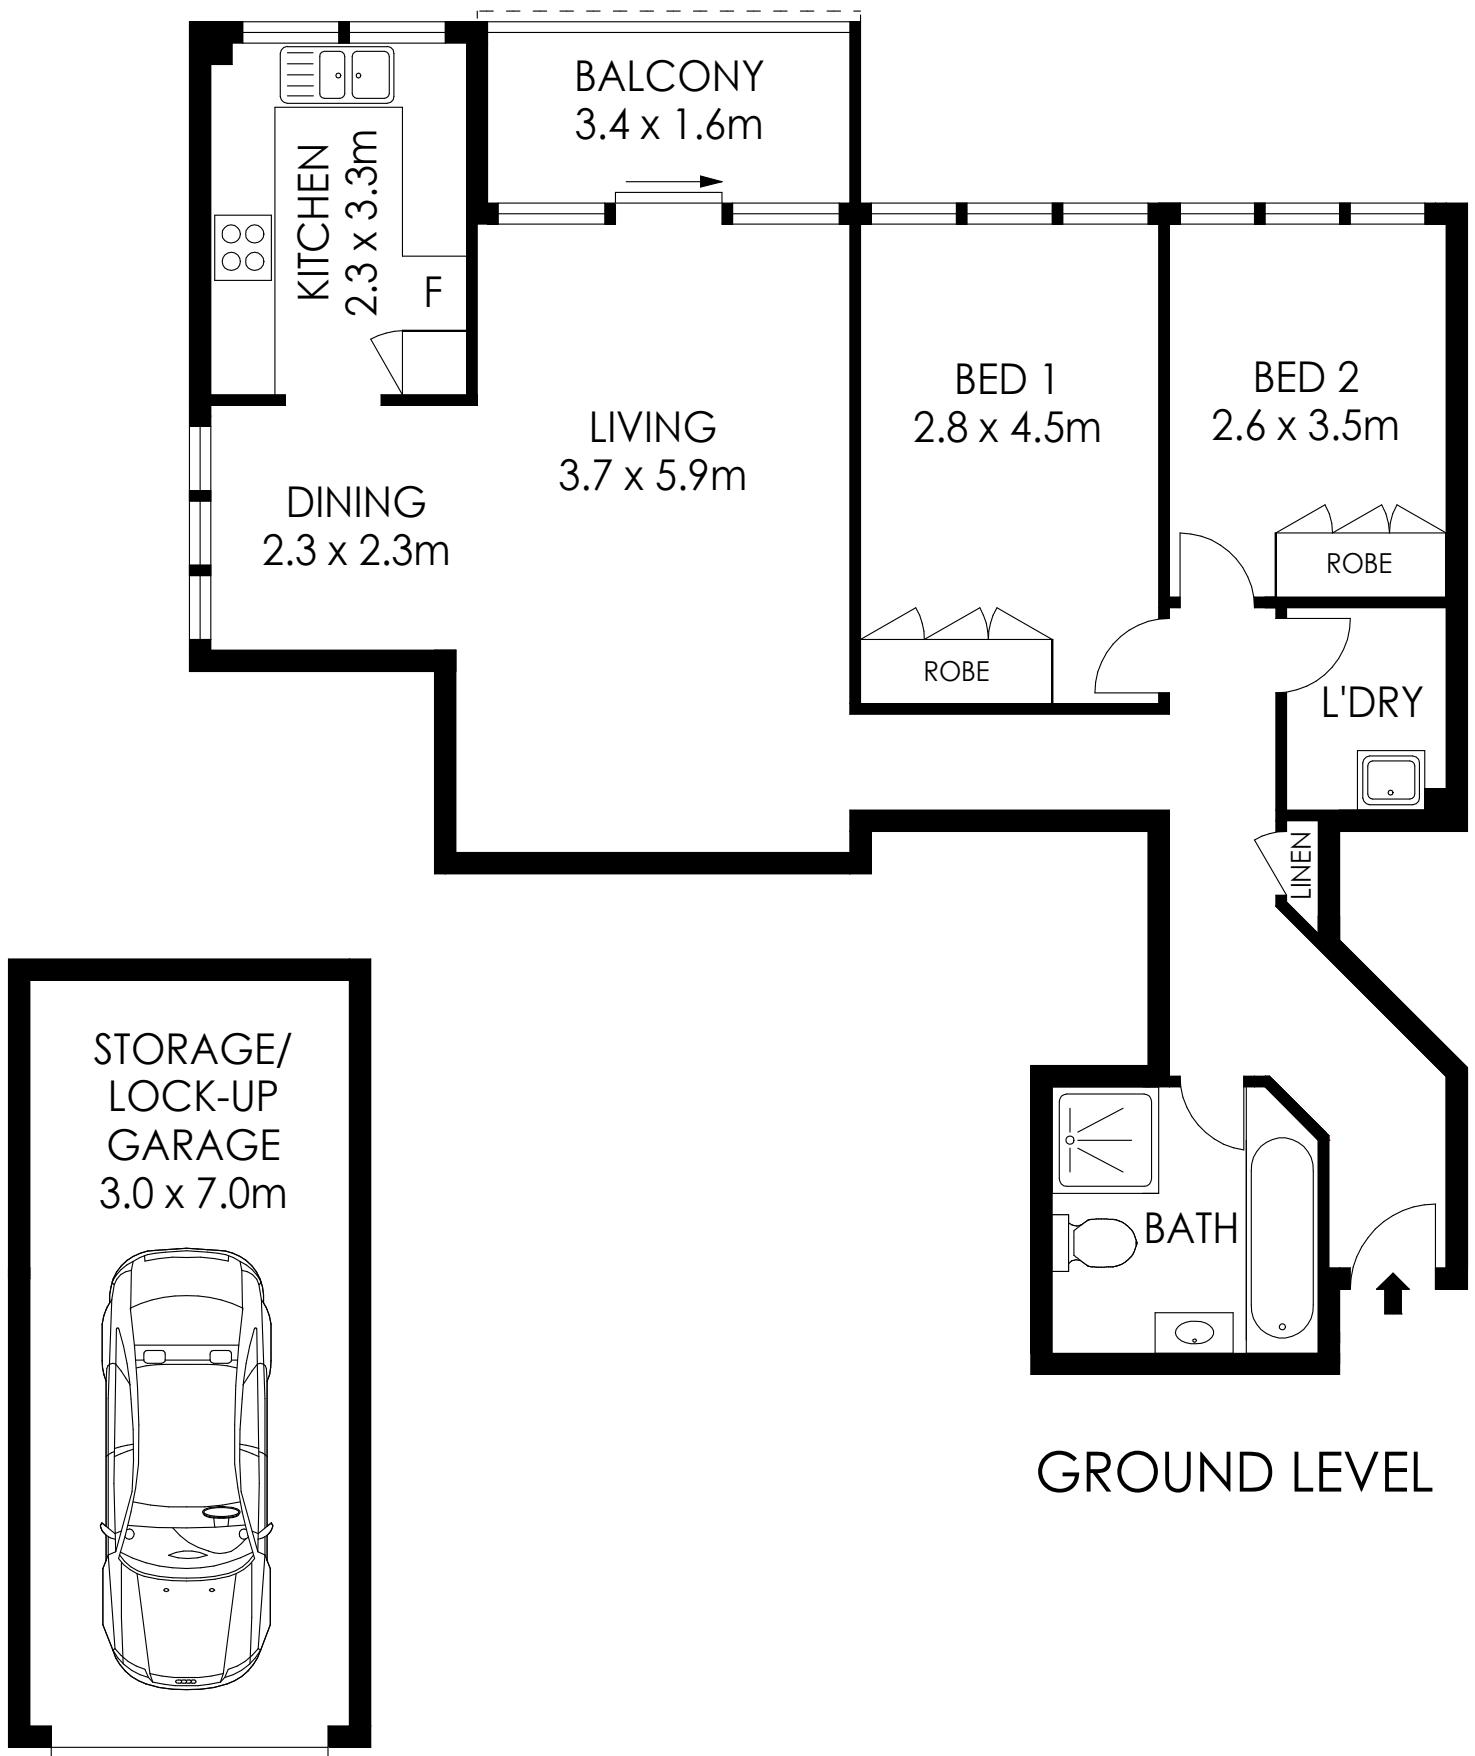 BALCONY
3.4 x 1.6m
KITCHEN
2.3 x 3.3m
F
LIVING
3.7 x 5.9m
BED 1
2.8 x 4.5m
BED 2
2.6 x 3.5m
DINING
2.3 x 2.3m
ROBE
ROBE
L'DRY
LINEN
STORAGE/
LOCK-UP
GARAGE
3.0 x 7.0m
BATH
GROUND LEVEL